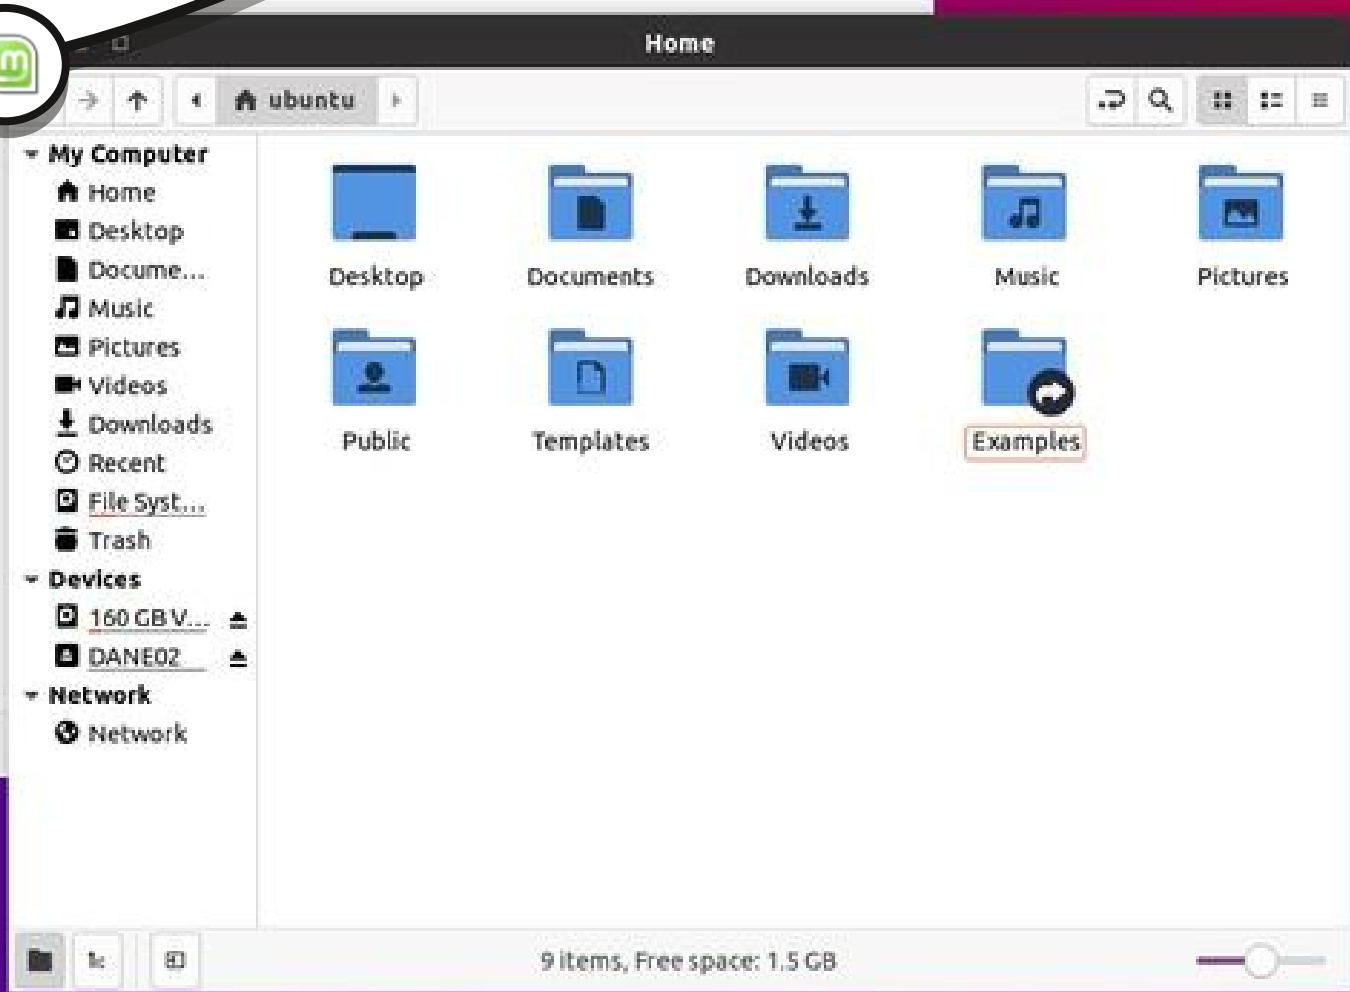 m
Home
ubuntu
My Computer
Home
Desktop
Docume...
Music
Pictures
Videos
Downloads
Recent
File Syst...
Trash
Devices
160 GB V...
DANE02
Network
Network
Desktop Documents Downloads Music Pictures
Public Templates Videos Examples
9 items, Free space: 1.5 GB